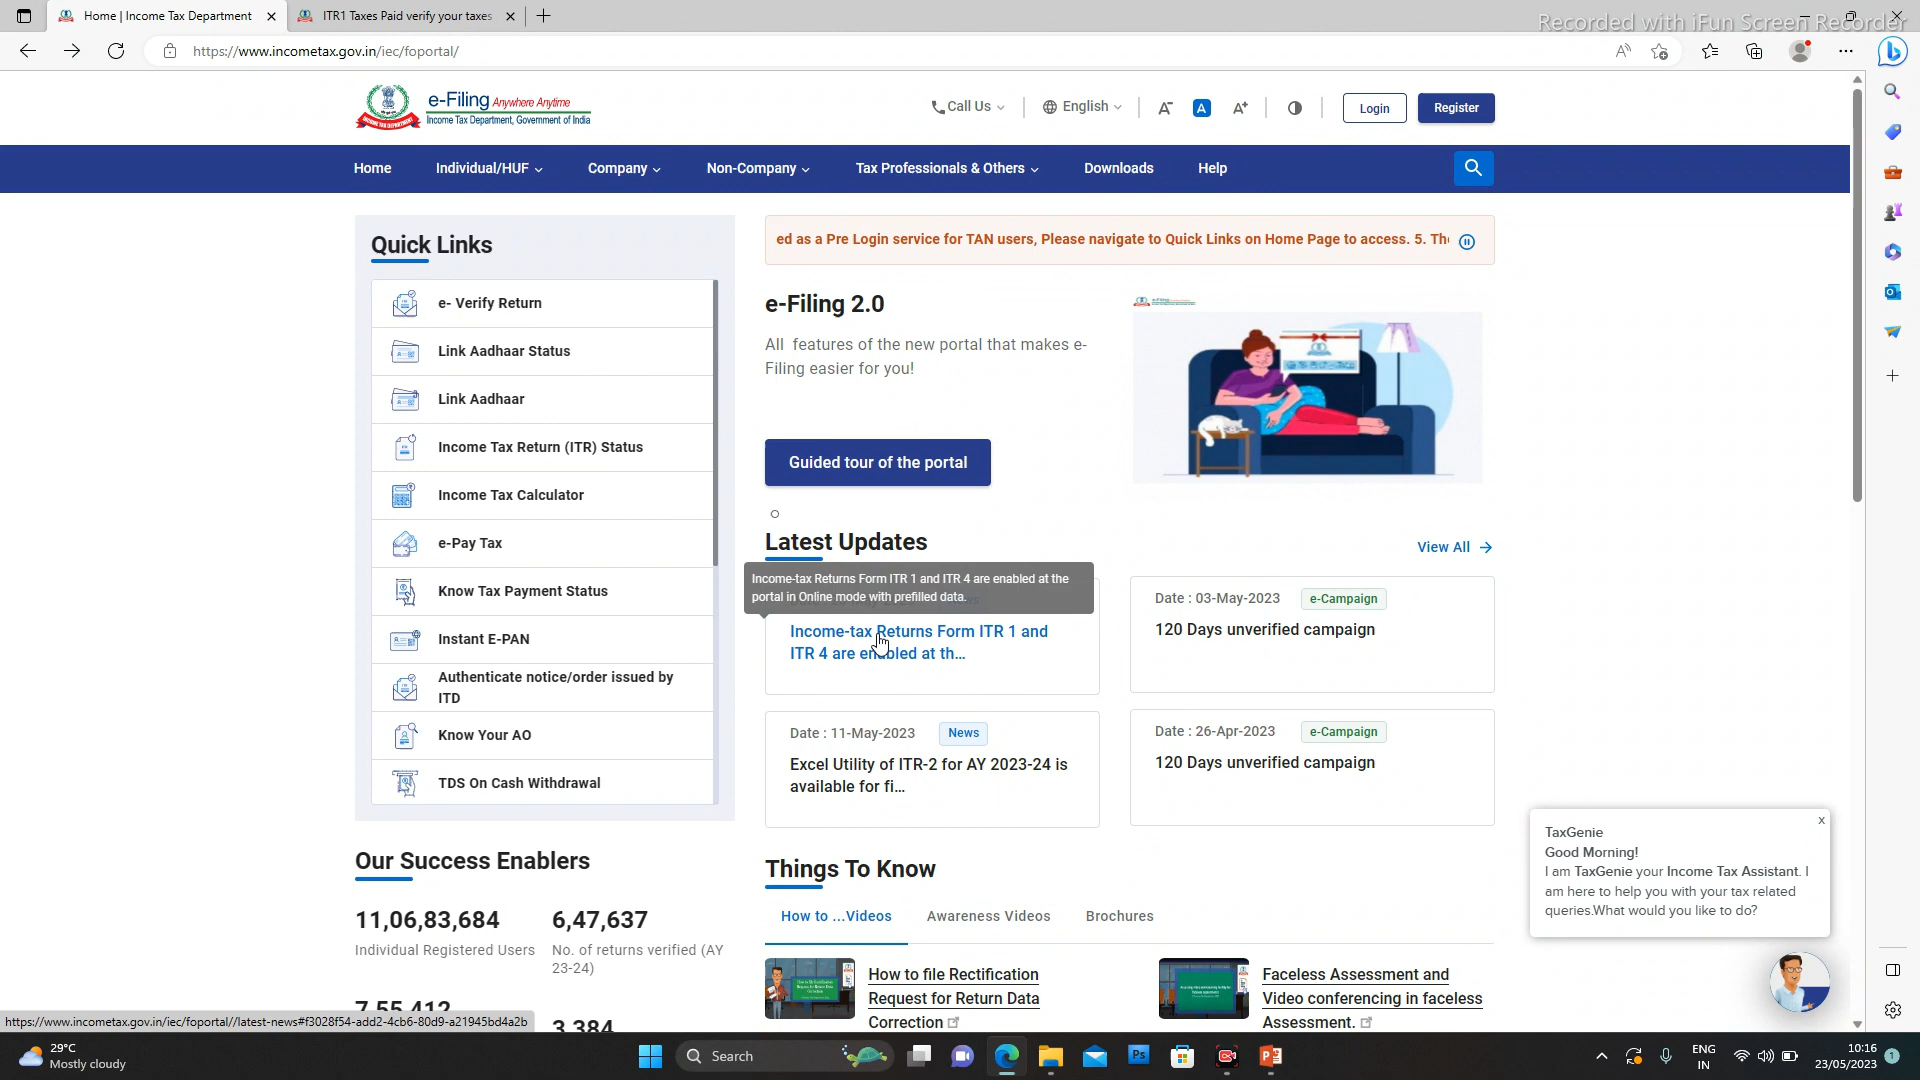 Home | Income Tax Department
ITR1 Taxes Paid verify your taxes
Recorded with iFun Screen Recorder
https://www.incometax.gov.in/iec/foportal/
e-Filing Anywhere Anytime
Income Tax Department, Government of India
Call Us
English
A-
A
A+
Login
Register
Home
Individual/HUF
Company
Non-Company
Tax Professionals & Others
Downloads
Help
Quick Links
e- Verify Return
Link Aadhaar Status
Link Aadhaar
Income Tax Return (ITR) Status
Income Tax Calculator
e-Pay Tax
Know Tax Payment Status
Instant E-PAN
Authenticate notice/order issued by
ITD
Know Your AO
TDS On Cash Withdrawal
Our Success Enablers
11,06,83,684
Individual Registered Users
6,47,637
No. of returns verified (AY
23-24)
7,55,412
3,384
ed as a Pre Login service for TAN users, Please navigate to Quick Links on Home Page to access. 5. Th
e-Filing 2.0
All features of the new portal that makes e-
Filing easier for you!
Guided tour of the portal
Latest Updates
View All
Income-tax Returns Form ITR 1 and ITR 4 are enabled at the
portal in Online mode with prefilled data.
Income-tax Returns Form ITR 1 and
ITR 4 are enabled at th...
Date : 03-May-2023
e-Campaign
120 Days unverified campaign
Date : 11-May-2023
News
Excel Utility of ITR-2 for AY 2023-24 is
available for fi...
Date : 26-Apr-2023
e-Campaign
120 Days unverified campaign
Things To Know
How to ...Videos
Awareness Videos
Brochures
How to file Rectification
Request for Return Data
Correction
Faceless Assessment and
Video conferencing in faceless
Assessment.
x
TaxGenie
Good Morning!
I am TaxGenie your Income Tax Assistant. I
am here to help you with your tax related
queries.What would you like to do?
https://www.incometax.gov.in/iec/foportal//latest-news#f3028f54-add2-4cb6-80d9-a21945bd4a2b
29°C
Mostly cloudy
Search
Ps
ENG
IN
10:16
23/05/2023
1